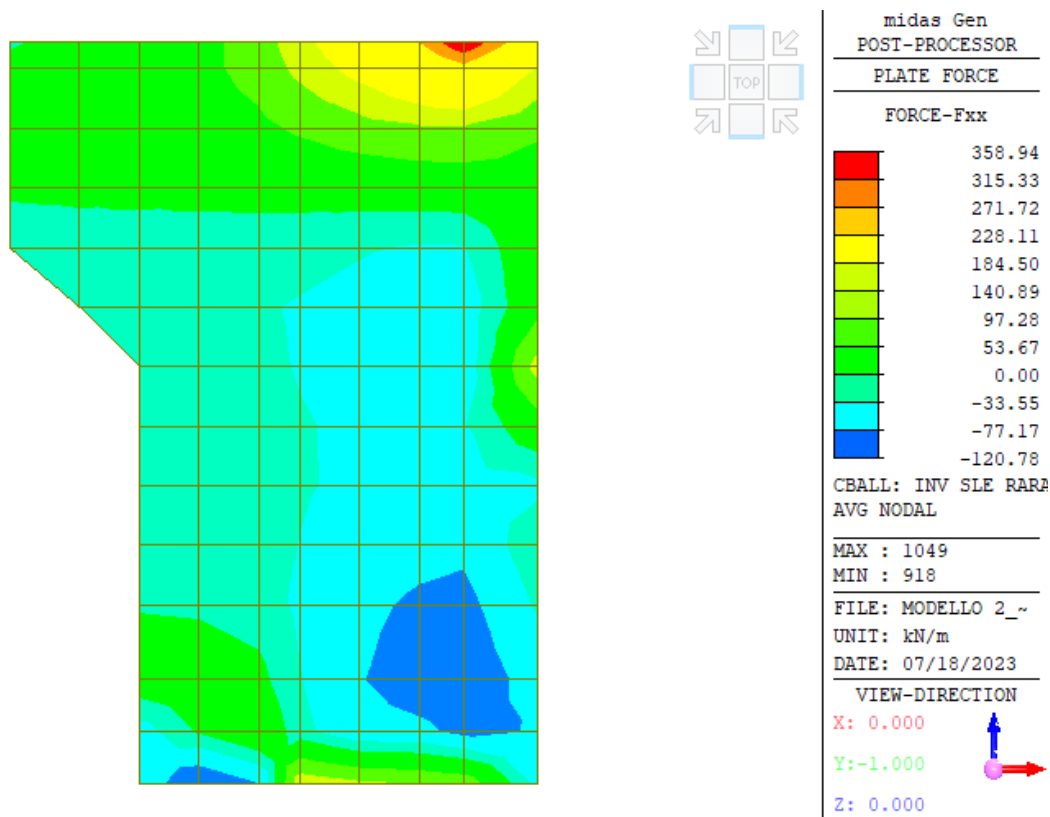 TOP
midas Gen
POST-PROCESSOR
PLATE FORCE
FORCE-Fxx
358.94
315.33
271.72
228.11
184.50
140.89
97.28
53.67
0.00
-33.55
-77.17
-120.78
CBALL: INV SLE RARA
AVG NODAL
MAX : 1049
MIN : 918
FILE: MODELLO 2_~
UNIT: kN/m
DATE: 07/18/2023
VIEW-DIRECTION
X: 0.000
Y:-1.000
Z: 0.000